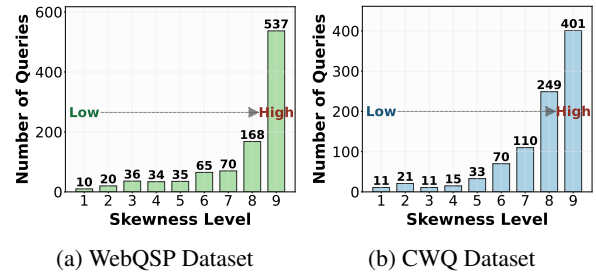 Number of Queries
600
400
200
0
10 20 36 34 35 65 70 168 537
Low High
1 2 3 4 5 6 7 8 9
Skewness Level
(a) WebQSP Dataset
Number of Queries
400
300
200
100
0
11 21 11 15 33 70 110 249 401
Low High
1 2 3 4 5 6 7 8 9
Skewness Level
(b) CWQ Dataset